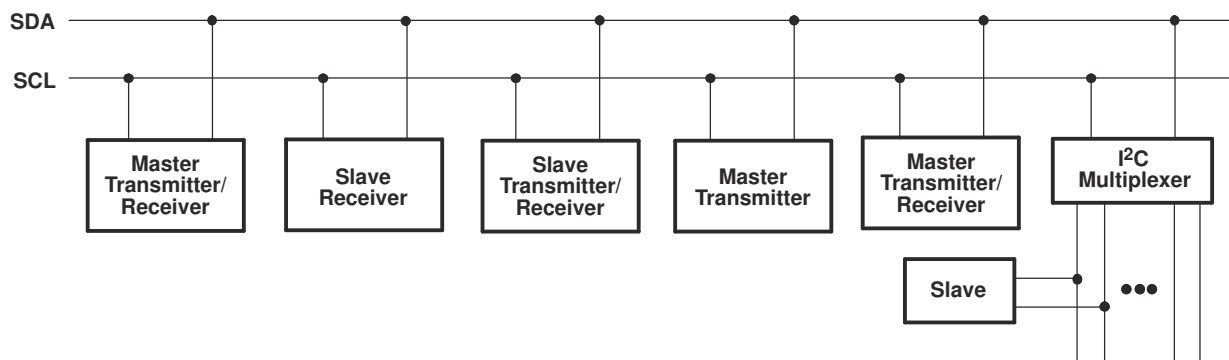 SDA
SCL
Master
Transmitter/
Receiver
Slave
Receiver
Slave
Transmitter/
Receiver
Master
Transmitter
Master
Transmitter/
Receiver
I²C
Multiplexer
Slave